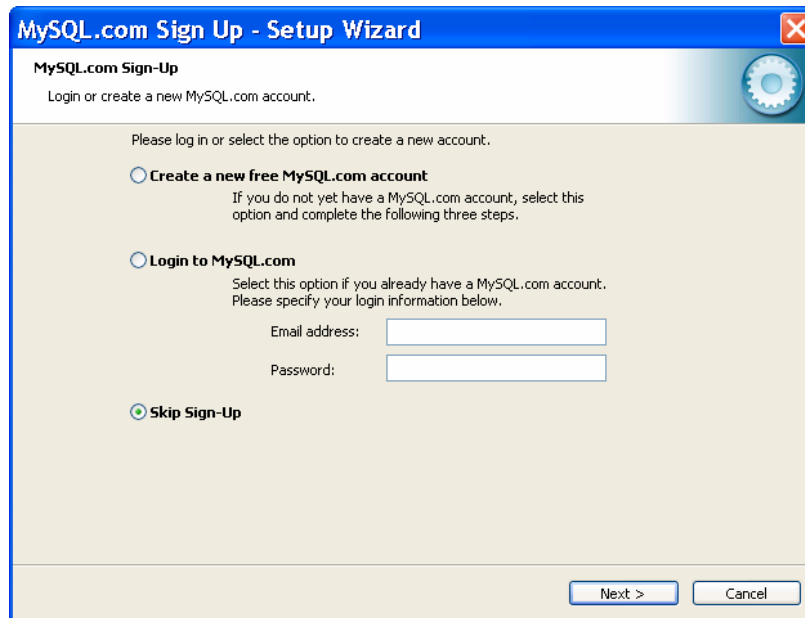 MySQL.com Sign Up - Setup Wizard
MySQL.com Sign-Up
Login or create a new MySQL.com account.
Please log in or select the option to create a new account.
Create a new free MySQL.com account
If you do not yet have a MySQL.com account, select this
option and complete the following three steps.
Login to MySQL.com
Select this option if you already have a MySQL.com account.
Please specify your login information below.
Email address:
Password:
Skip Sign-Up
Next >
Cancel